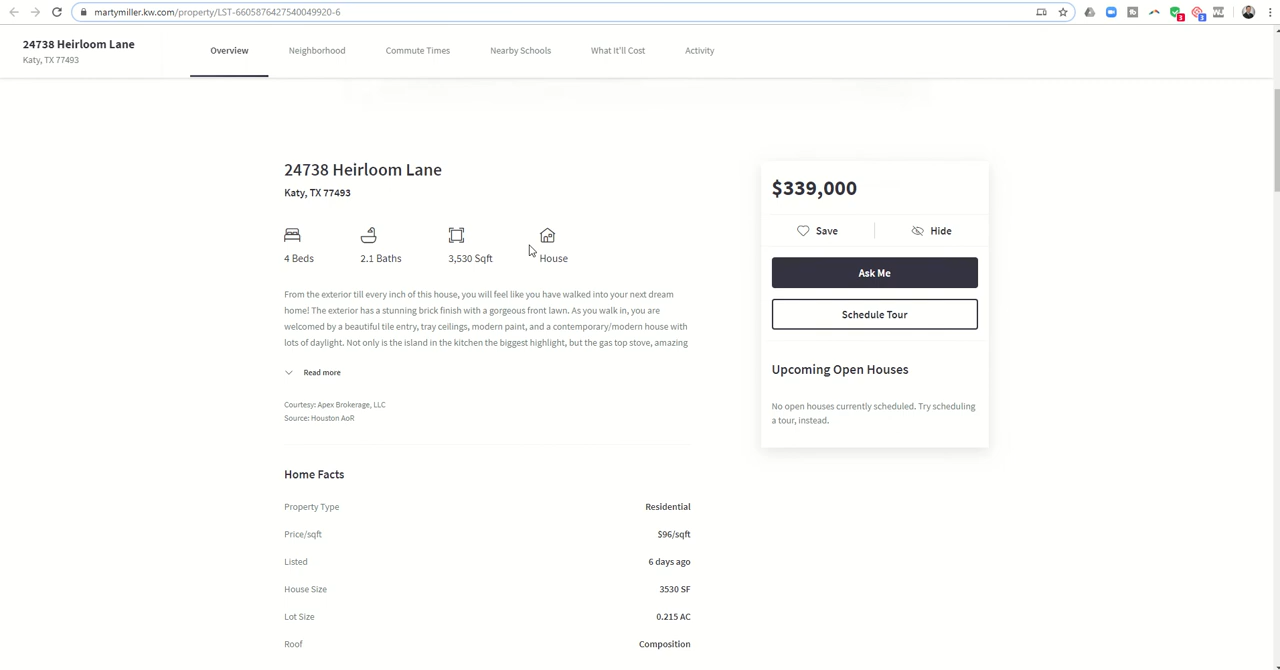 martymiller.kw.com/property/LST-6605876427540049920-6
3
3
24738 Heirloom Lane
Katy, TX 77493
Overview
Neighborhood
Commute Times
Nearby Schools
What It'll Cost
Activity
24738 Heirloom Lane
Katy, TX 77493
4 Beds
2.1 Baths
3,530 Sqft
House
From the exterior till every inch of this house, you will feel like you have walked into your next dream
home! The exterior has a stunning brick finish with a gorgeous front lawn. As you walk in, you are
welcomed by a beautiful tile entry, tray ceilings, modern paint, and a contemporary/modern house with
lots of daylight. Not only is the island in the kitchen the biggest highlight, but the gas top stove, amazing
Read more
Courtesy: Apex Brokerage, LLC
Source: Houston AoR
$339,000
Save
Hide
Ask Me
Schedule Tour
Upcoming Open Houses
No open houses currently scheduled. Try scheduling
a tour, instead.
Home Facts
Property Type Residential
Price/sqft $96/sqft
Listed 6 days ago
House Size 3530 SF
Lot Size 0.215 AC
Roof Composition